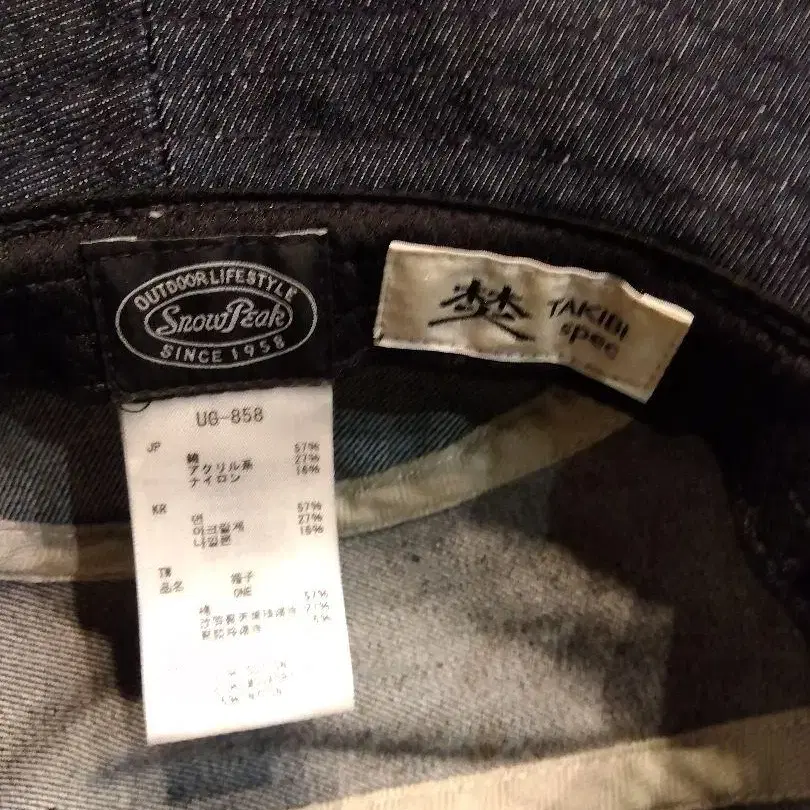 OUTDOOR LIFESTYLE
Snow Peak
SINCE 1958
焚 TAKIBI
spec
UG-858
JP
綿 57%
アクリル系 27%
ナイロン 16%
KR
면 57%
아크릴계 27%
나일론 16%
TW
品名 帽子
ONE
棉 57%